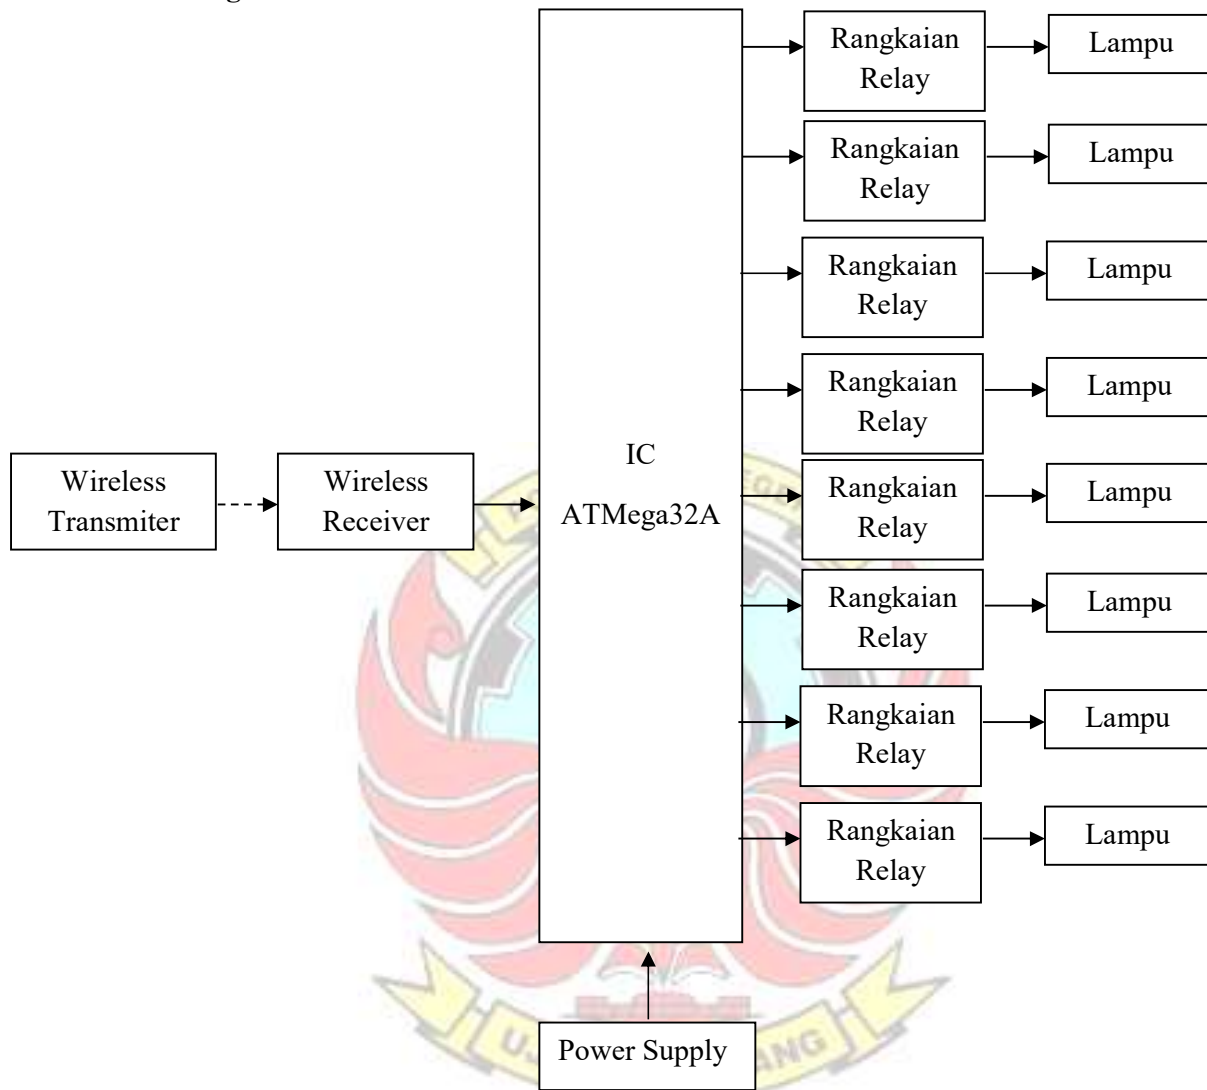 Rangkaian
Relay
Lampu
Rangkaian
Relay
Lampu
Rangkaian
Relay
Lampu
Rangkaian
Relay
Lampu
Wireless
Transmiter
Wireless
Receiver
IC
ATMega32A
Rangkaian
Relay
Lampu
Rangkaian
Relay
Lampu
Rangkaian
Relay
Lampu
Rangkaian
Relay
Lampu
Power Supply